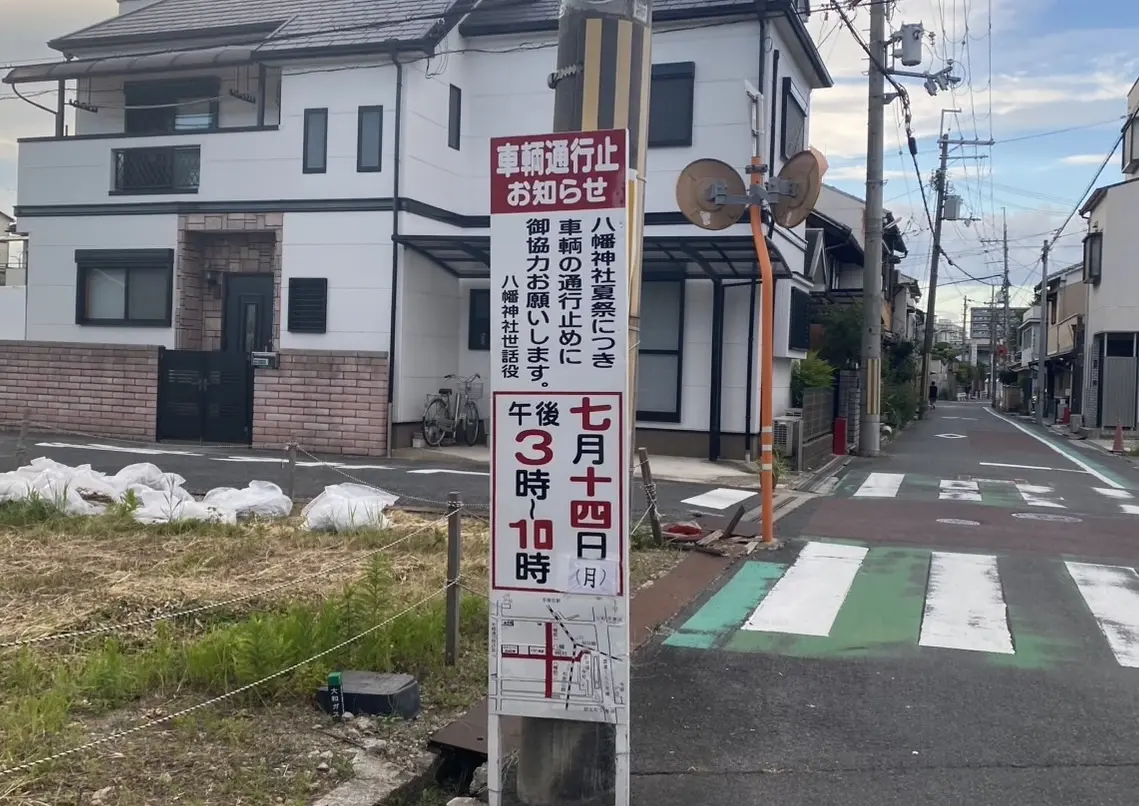 車輌通行止
お知らせ
八幡神社夏祭につき
車輌の通行止めに
御協力お願いします。
八幡神社世話役
七月十四日
(月)
午後
3時~10時